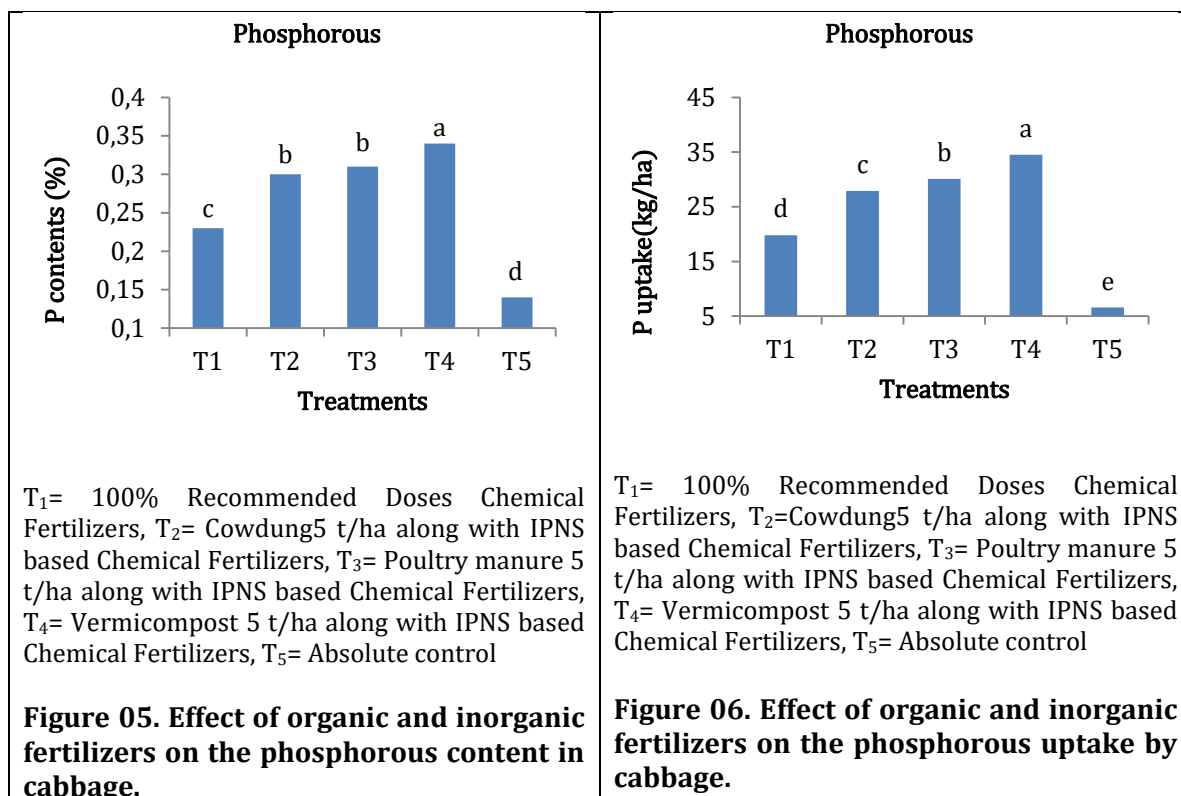 Phosphorous
0,4
0,35
0,3
0,25
0,2
0,15
0,1
P contents (%)
c
b
b
a
d
T1 T2 T3 T4 T5
Treatments
T₁= 100% Recommended Doses Chemical
Fertilizers, T₂= Cowdung5 t/ha along with IPNS
based Chemical Fertilizers, T₃= Poultry manure 5
t/ha along with IPNS based Chemical Fertilizers,
T₄= Vermicompost 5 t/ha along with IPNS based
Chemical Fertilizers, T₅= Absolute control
Figure 05. Effect of organic and inorganic
fertilizers on the phosphorous content in
cabbage.
Phosphorous
45
35
25
15
5
P uptake(kg/ha)
d
c
b
a
e
T1 T2 T3 T4 T5
Treatments
T₁= 100% Recommended Doses Chemical
Fertilizers, T₂=Cowdung5 t/ha along with IPNS
based Chemical Fertilizers, T₃= Poultry manure 5
t/ha along with IPNS based Chemical Fertilizers,
T₄= Vermicompost 5 t/ha along with IPNS based
Chemical Fertilizers, T₅= Absolute control
Figure 06. Effect of organic and inorganic
fertilizers on the phosphorous uptake by
cabbage.